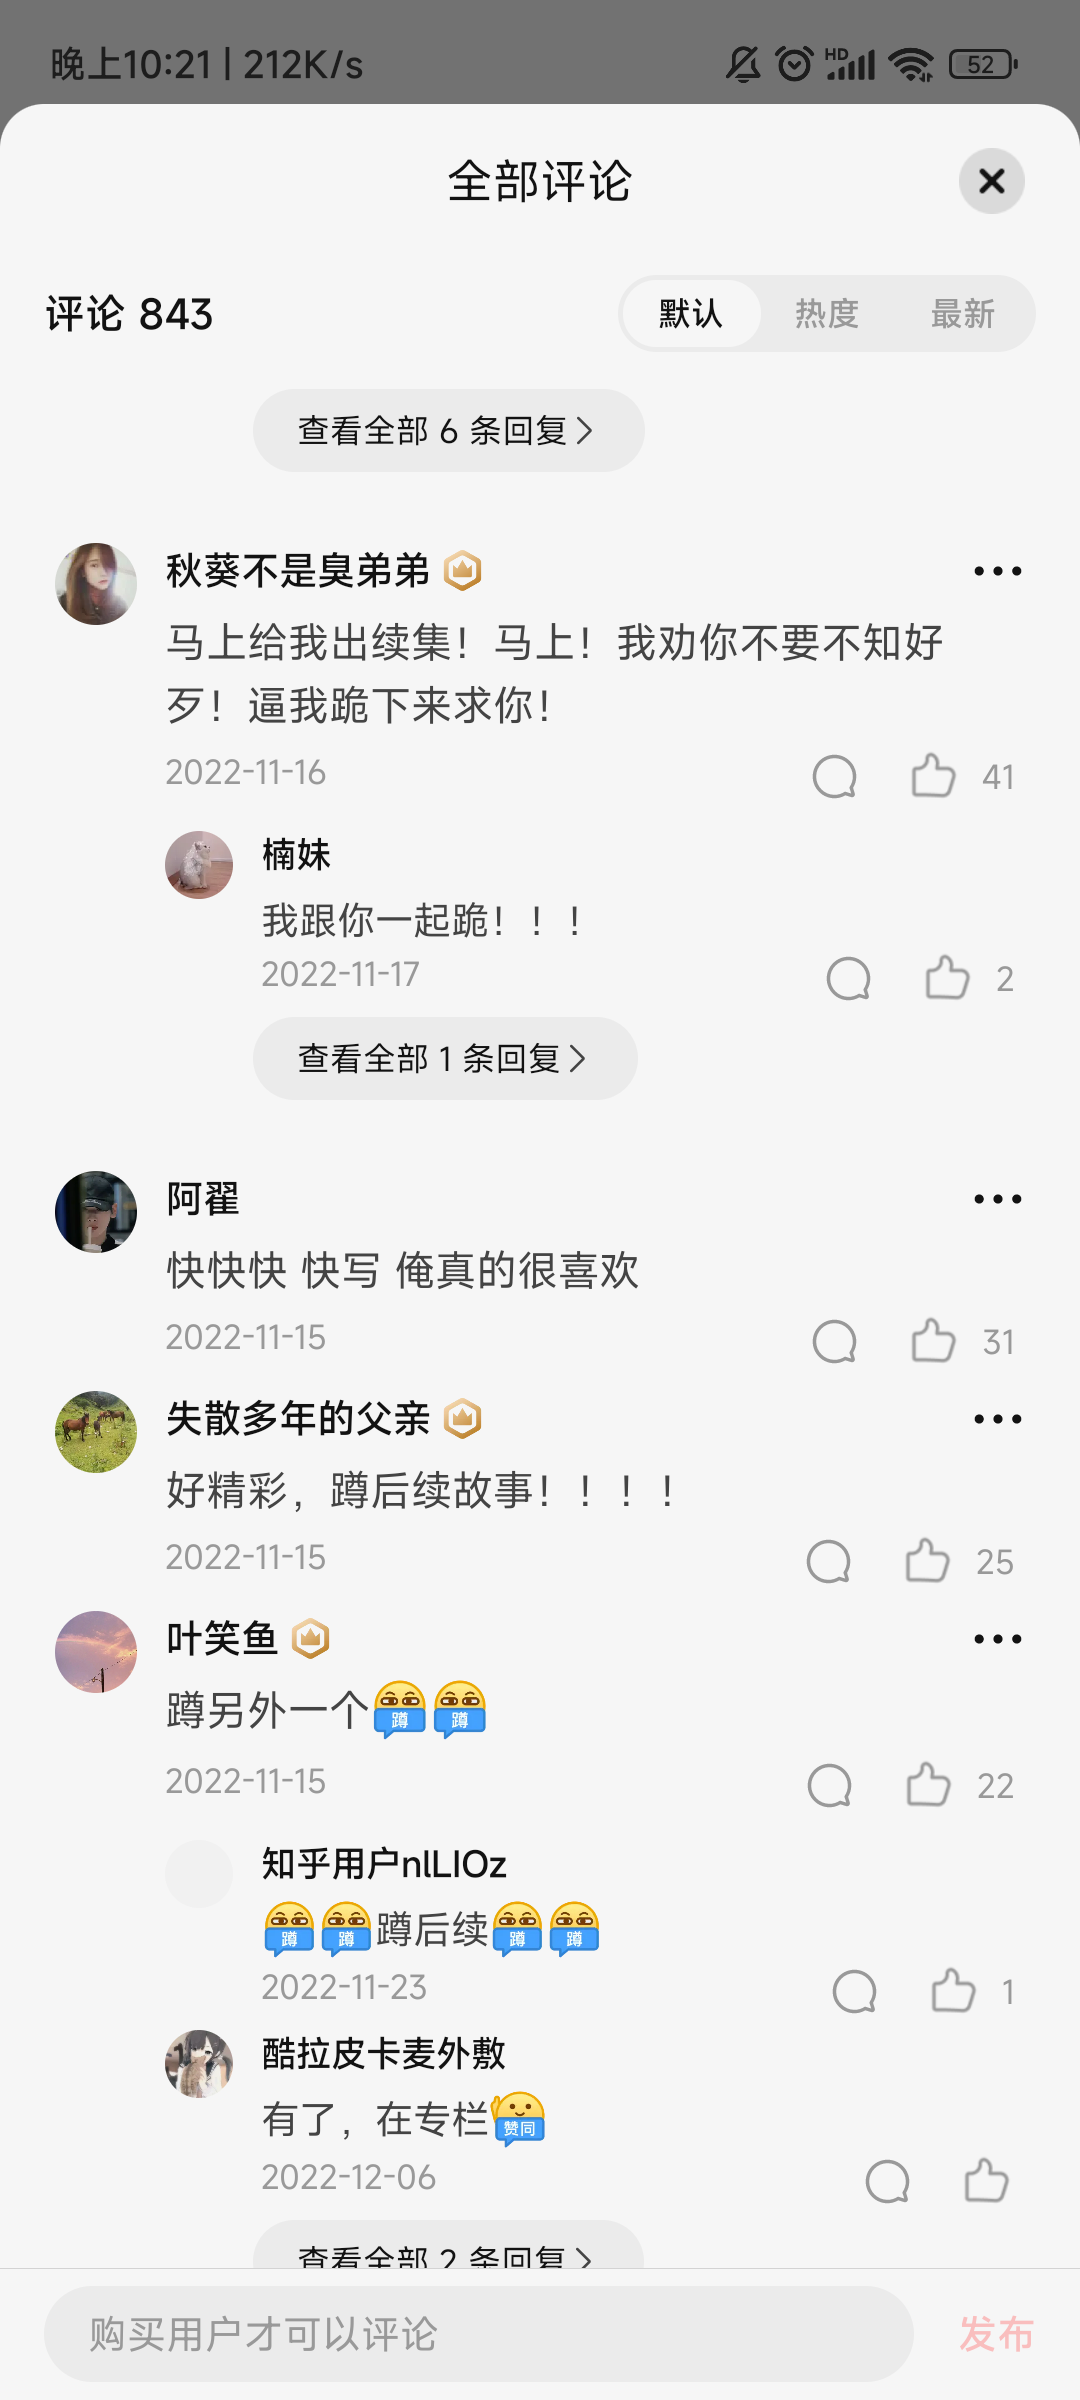 晚上10:21 | 212K/s
HD
52
全部评论
评论 843
默认
热度
最新
查看全部 6 条回复
秋葵不是臭弟弟
马上给我出续集！马上！我劝你不要不知好
歹！逼我跪下来求你！
2022-11-16
41
楠妹
我跟你一起跪！！！
2022-11-17
2
查看全部 1 条回复
阿翟
快快快 快写 俺真的很喜欢
2022-11-15
31
失散多年的父亲
好精彩，蹲后续故事！！！！
2022-11-15
25
叶笑鱼
蹲另外一个 蹲 蹲
2022-11-15
22
知乎用户nlLIOz
蹲 蹲 蹲后续 蹲 蹲
2022-11-23
1
酷拉皮卡麦外敷
有了，在专栏 赞同
2022-12-06
查看全部 2 条回复
购买用户才可以评论
发布